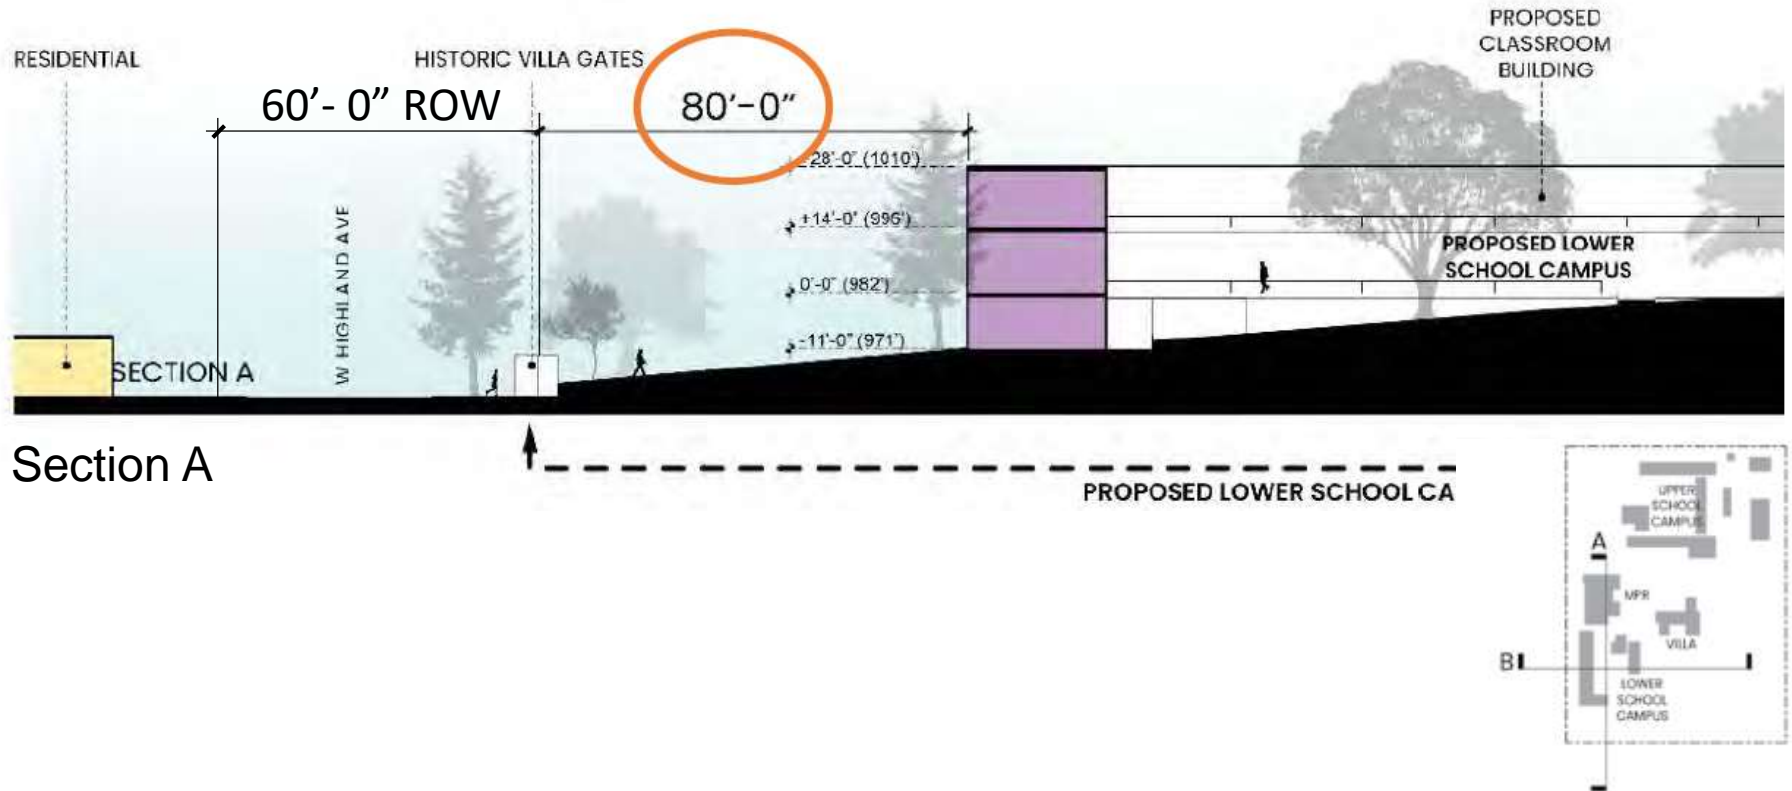 RESIDENTIAL
HISTORIC VILLA GATES
PROPOSED
CLASSROOM
BUILDING
60’- 0” ROW
80’-0”
+28'-0" (1010')
+14'-0" (996')
0'-0" (982')
-11'-0" (971')
W HIGHLAND AVE
PROPOSED LOWER
SCHOOL CAMPUS
SECTION A
Section A
PROPOSED LOWER SCHOOL CA
UPPER
SCHOOL
CAMPUS
A
MPR
VILLA
B
LOWER
SCHOOL
CAMPUS